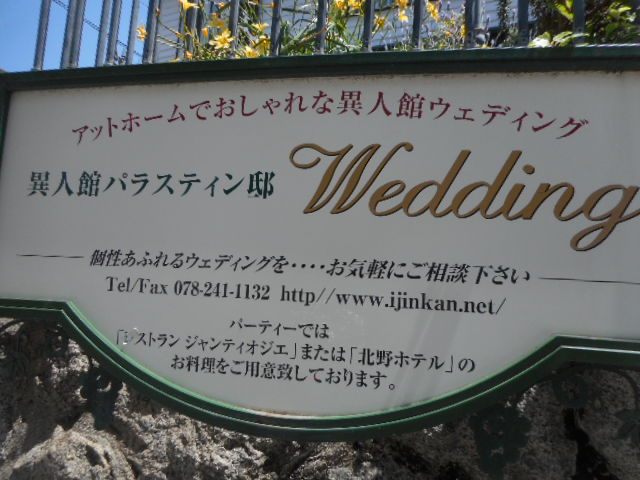 アットホームでおしゃれな異人館ウェディング
異人館パラスティン邸
Wedding
個性あふれるウェディングを････お気軽にご相談下さい
Tel/Fax 078-241-1132 http//www.ijinkan.net/
パーティーでは
「レストラン ジャンティオジエ」または「北野ホテル」の
お料理をご用意致しております。